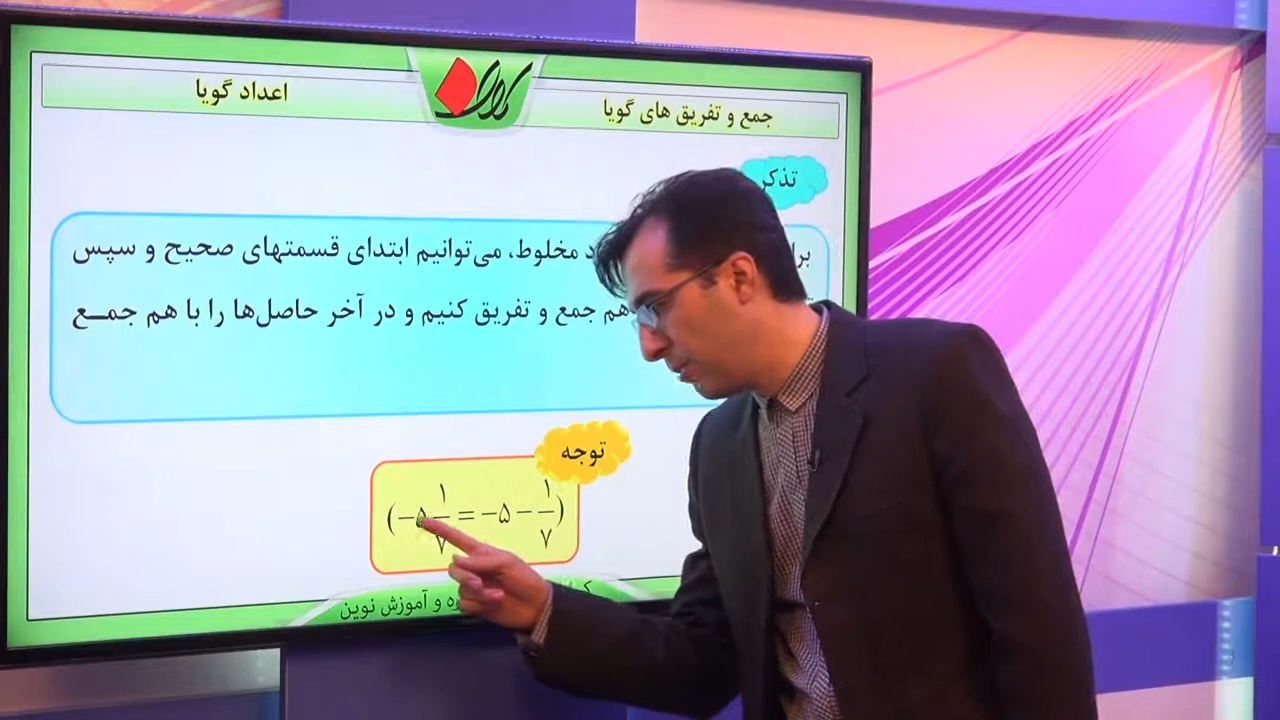 جمع و تفریق های گویا
اعداد گویا
تذکر
مخلوط، می‌توانیم ابتدای قسمتهای صحیح و سپس
هم جمع و تفریق کنیم و در آخر حاصل‌ها را با هم جمـــع
توجه
(−۵ ۱/۷ = −۵ − ۱/۷)
و آموزش نوین